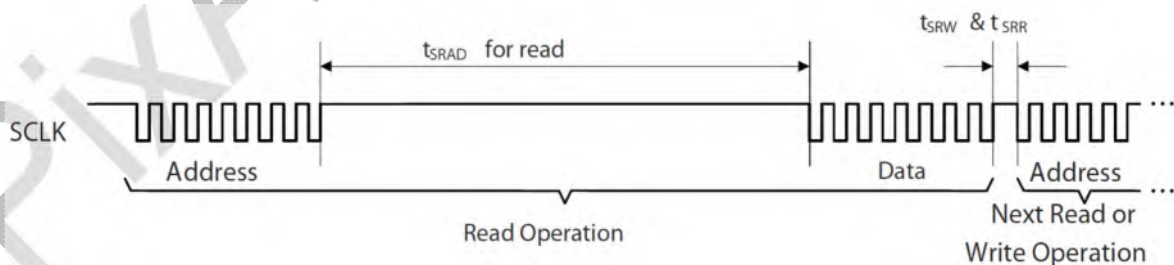 tSRW & tSRR
tSRAD for read
SCLK
...
Address Data Address
...
Read Operation
Next Read or
Write Operation